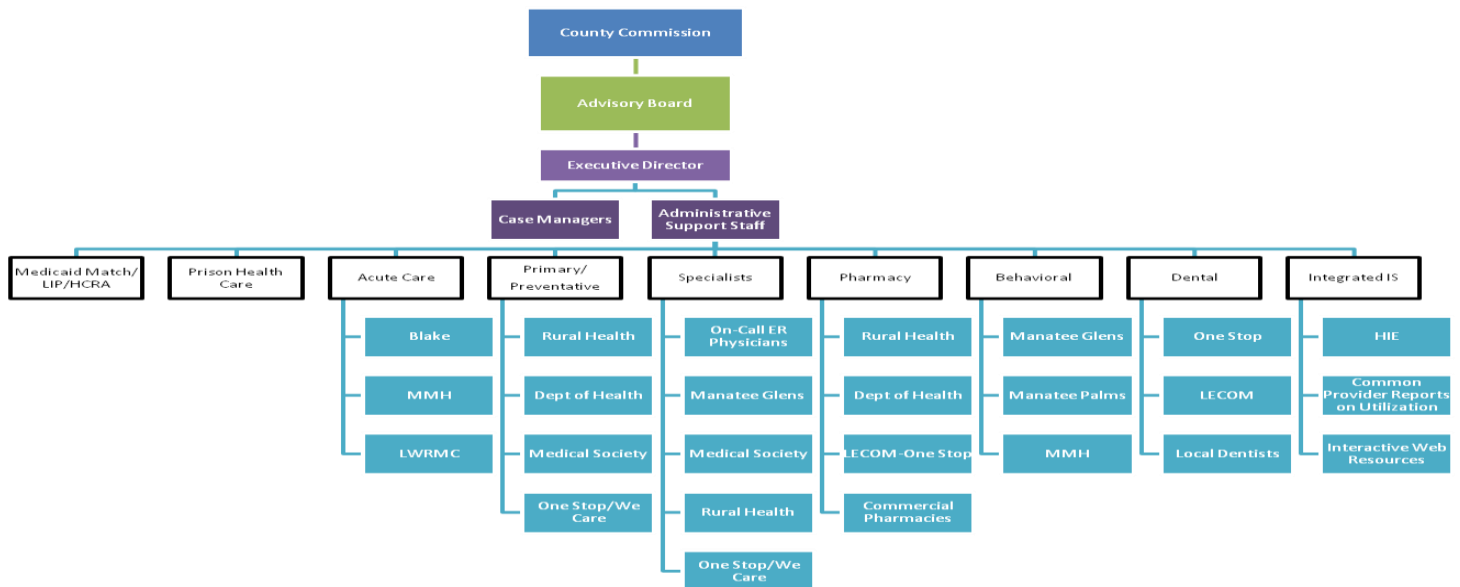 County Commission
Advisory Board
Executive Director
Case Managers
Administrative
Support Staff
Medicaid Match/
LIP/HCRA
Prison Health
Care
Acute Care
Primary/
Preventative
Specialists
Pharmacy
Behavioral
Dental
Integrated IS
Blake
MMH
LWRMC
Rural Health
Dept of Health
Medical Society
One Stop/We
Care
On-Call ER
Physicians
Manatee Glens
Medical Society
Rural Health
One Stop/We
Care
Rural Health
Dept of Health
LECOM-One Stop
Commercial
Pharmacies
Manatee Glens
Manatee Palms
MMH
One Stop
LECOM
Local Dentists
HIE
Common
Provider Reports
on Utilization
Interactive Web
Resources